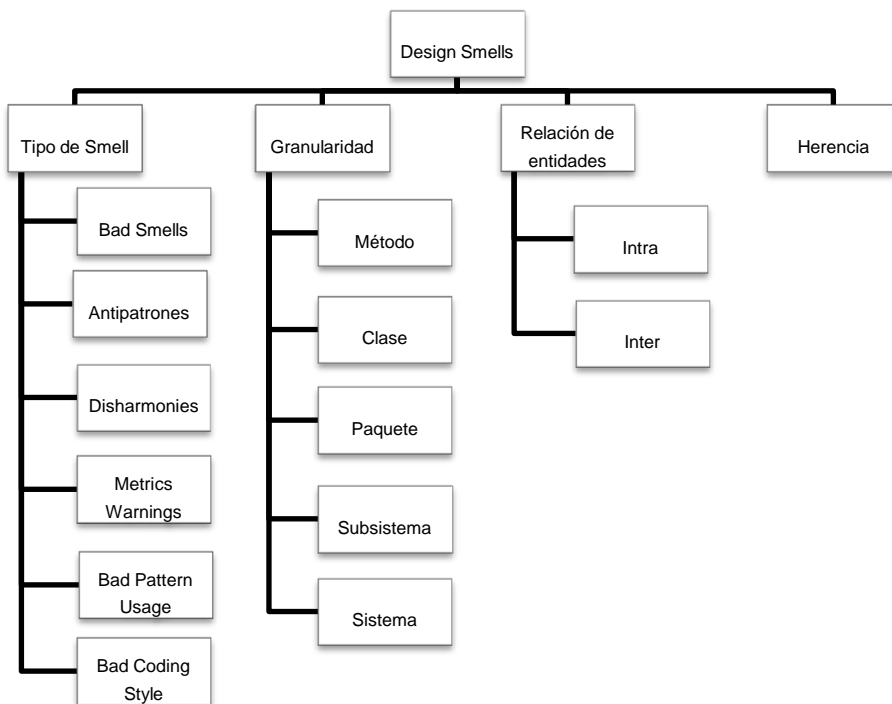 Design Smells
Tipo de Smell
Granularidad
Relación de
entidades
Herencia
Bad Smells
Antipatrones
Disharmonies
Metrics
Warnings
Bad Pattern
Usage
Bad Coding
Style
Método
Clase
Paquete
Subsistema
Sistema
Intra
Inter